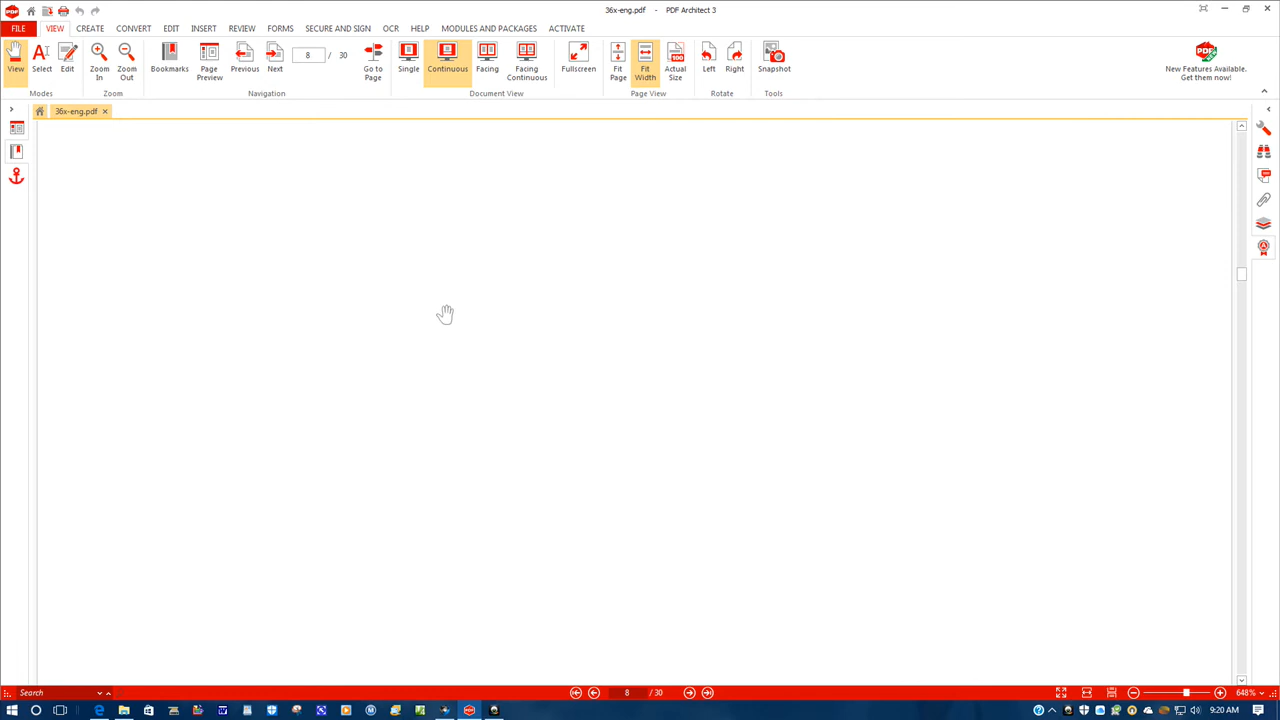 36x-eng.pdf - PDF Architect 3
FILE VIEW CREATE CONVERT EDIT INSERT REVIEW FORMS SECURE AND SIGN OCR HELP MODULES AND PACKAGES ACTIVATE
View Select Edit Zoom In Zoom Out Bookmarks Page Preview Previous Next 8 / 30 Go to Page Single Continuous Facing Facing Continuous Fullscreen Fit Page Fit Width Actual Size Left Right Snapshot New Features Available. Get them now!
Modes Zoom Navigation Document View Page View Rotate Tools
36x-eng.pdf
Search 8 / 30 648%
9:20 AM